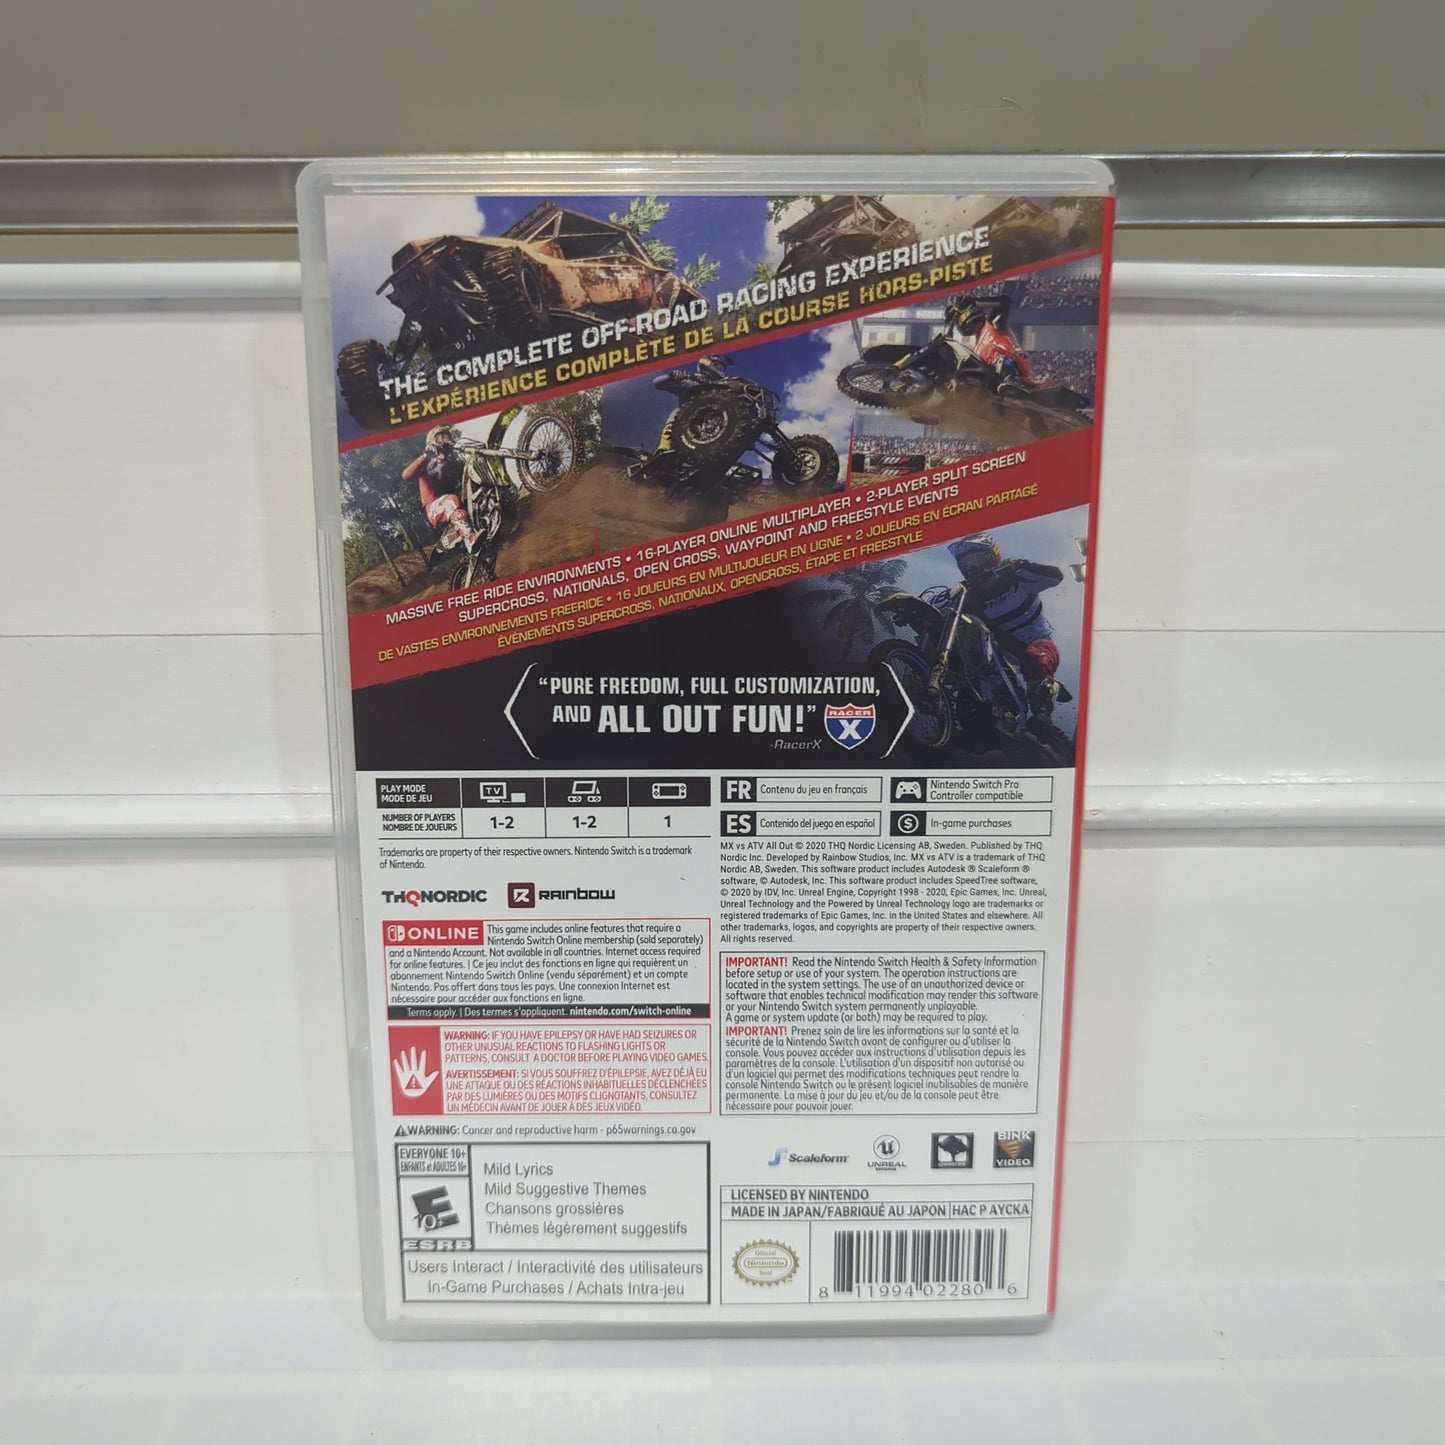 THE COMPLETE OFF-ROAD RACING EXPERIENCE
L'EXPÉRIENCE COMPLÈTE DE LA COURSE HORS-PISTE
MASSIVE FREE RIDE ENVIRONMENTS • 16-PLAYER ONLINE MULTIPLAYER • 2-PLAYER SPLIT SCREEN
SUPERCROSS, NATIONALS, OPEN CROSS, WAYPOINT AND FREESTYLE EVENTS
DE VASTES ENVIRONNEMENTS FREERIDE • 16 JOUEURS EN MULTIJOUEUR EN LIGNE • 2 JOUEURS EN ÉCRAN PARTAGÉ
ÉVÈNEMENTS SUPERCROSS, NATIONAUX, OPENCROSS, ÉTAPE ET FREESTYLE
“PURE FREEDOM, FULL CUSTOMIZATION,
AND ALL OUT FUN!”
RACER X
-RacerX
PLAY MODE
MODE DE JEU
TV
NUMBER OF PLAYERS
NOMBRE DE JOUEURS
1-2
1-2
1
Trademarks are property of their respective owners. Nintendo Switch is a trademark
of Nintendo.
THQNORDIC
RAINBOW
ONLINE This game includes online features that require a
Nintendo Switch Online membership (sold separately)
and a Nintendo Account. Not available in all countries. Internet access required
for online features. | Ce jeu inclut des fonctions en ligne qui requièrent un
abonnement Nintendo Switch Online (vendu séparément) et un compte
Nintendo. Pas offert dans tous les pays. Une connexion Internet est
nécessaire pour accéder aux fonctions en ligne.
Terms apply. | Des termes s'appliquent. nintendo.com/switch-online
WARNING: IF YOU HAVE EPILEPSY OR HAVE HAD SEIZURES OR
OTHER UNUSUAL REACTIONS TO FLASHING LIGHTS OR
PATTERNS, CONSULT A DOCTOR BEFORE PLAYING VIDEO GAMES.
AVERTISSEMENT: SI VOUS SOUFFREZ D'ÉPILEPSIE, AVEZ DÉJÀ EU
UNE ATTAQUE OU DES RÉACTIONS INHABITUELLES DÉCLENCHÉES
PAR DES LUMIÈRES OU DES MOTIFS CLIGNOTANTS, CONSULTEZ
UN MÉDECIN AVANT DE JOUER À DES JEUX VIDÉO.
WARNING: Cancer and reproductive harm - p65warnings.ca.gov
EVERYONE 10+
ENFANTS et ADULTES 10+
E
10+
ESRB
Mild Lyrics
Mild Suggestive Themes
Chansons grossières
Thèmes légèrement suggestifs
Users Interact / Interactivité des utilisateurs
In-Game Purchases / Achats Intra-jeu
FR Contenu du jeu en français
Nintendo Switch Pro
Controller compatible
ES Contenido del juego en español
In-game purchases
MX vs ATV All Out © 2020 THQ Nordic Licensing AB, Sweden. Published by THQ
Nordic Inc. Developed by Rainbow Studios, Inc. MX vs ATV is a trademark of THQ
Nordic AB, Sweden. This software product includes Autodesk ® Scaleform ®
software, © Autodesk, Inc. This software product includes SpeedTree software,
© 2020 by IDV, Inc. Unreal Engine, Copyright 1998 - 2020, Epic Games, Inc. Unreal,
Unreal Technology and the Powered by Unreal Technology logo are trademarks or
registered trademarks of Epic Games, Inc. in the United States and elsewhere. All
other trademarks, logos, and copyrights are property of their respective owners.
All rights reserved.
IMPORTANT! Read the Nintendo Switch Health & Safety Information
before setup or use of your system. The operation instructions are
located in the system settings. The use of an unauthorized device or
software that enables technical modification may render this software
or your Nintendo Switch system permanently unplayable.
A game or system update (or both) may be required to play.
IMPORTANT! Prenez soin de lire les informations sur la santé et la
sécurité de la Nintendo Switch avant de configurer ou d'utiliser la
console. Vous pouvez accéder aux instructions d'utilisation depuis les
paramètres de la console. L'utilisation d'un dispositif non autorisé ou
d'un logiciel qui permet des modifications techniques peut rendre la
console Nintendo Switch ou le présent logiciel inutilisables de manière
permanente. La mise à jour du jeu et/ou de la console peut être
nécessaire pour pouvoir jouer.
Scaleform
UNREAL
ENGINE
BINK
VIDEO
LICENSED BY NINTENDO
MADE IN JAPAN/FABRIQUÉ AU JAPON HAC P AYCKA
Official
Nintendo
Seal
8 11994 02280 6